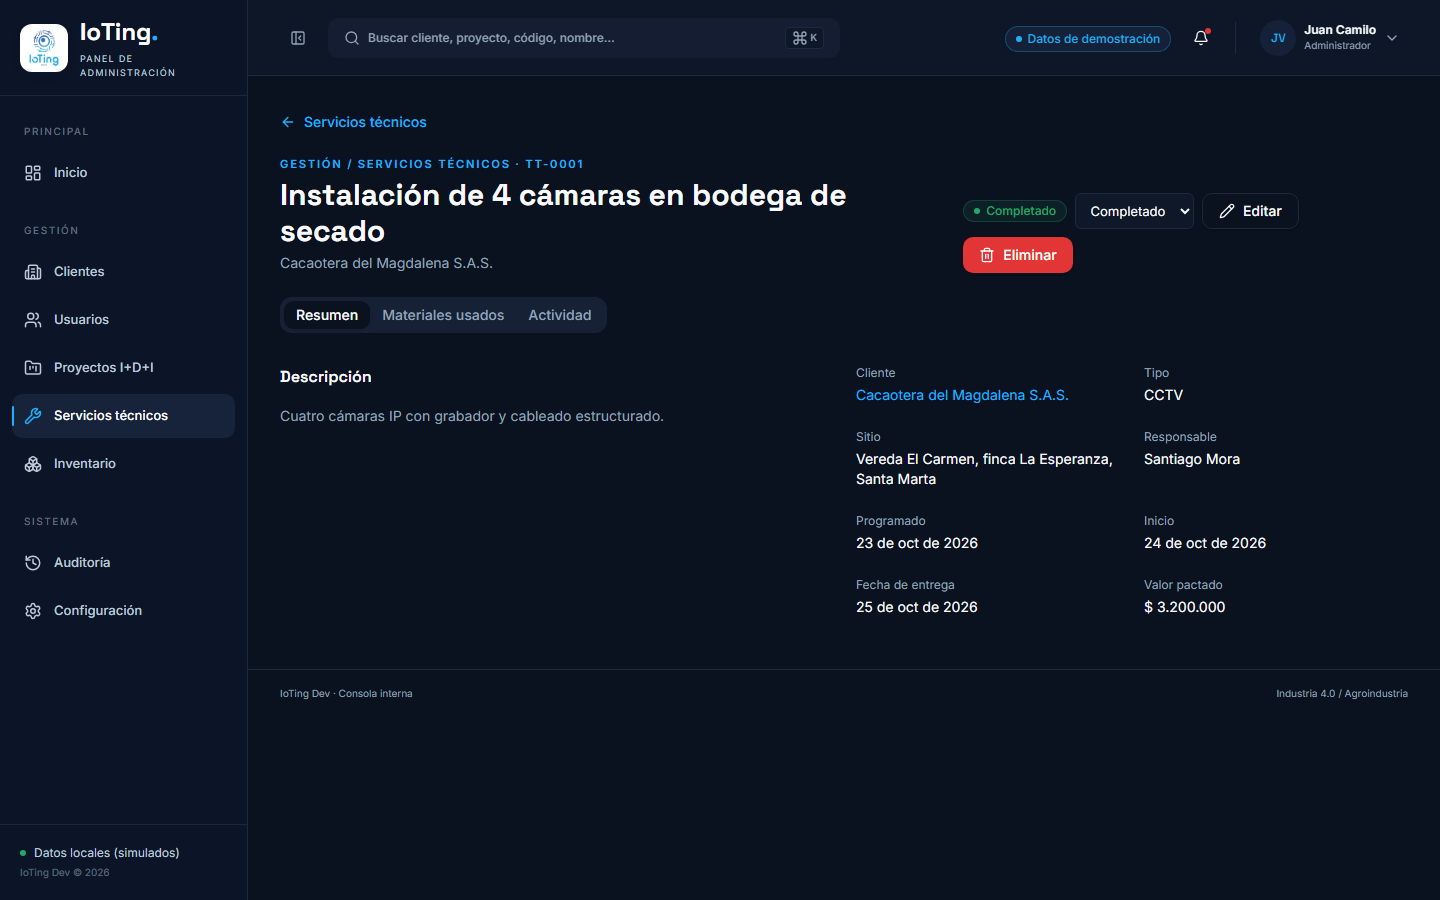 IoTing
IoTing.
PANEL DE
ADMINISTRACIÓN
Buscar cliente, proyecto, código, nombre...
⌘ K
Datos de demostración
JV
Juan Camilo
Administrador
PRINCIPAL
Inicio
GESTIÓN
Clientes
Usuarios
Proyectos I+D+I
Servicios técnicos
Inventario
SISTEMA
Auditoría
Configuración
Datos locales (simulados)
IoTing Dev © 2026
← Servicios técnicos
GESTIÓN / SERVICIOS TÉCNICOS · TT-0001
Instalación de 4 cámaras en bodega de
secado
Cacaotera del Magdalena S.A.S.
Completado
Completado
Editar
Eliminar
Resumen
Materiales usados
Actividad
Descripción
Cuatro cámaras IP con grabador y cableado estructurado.
Cliente
Cacaotera del Magdalena S.A.S.
Tipo
CCTV
Sitio
Vereda El Carmen, finca La Esperanza,
Santa Marta
Responsable
Santiago Mora
Programado
23 de oct de 2026
Inicio
24 de oct de 2026
Fecha de entrega
25 de oct de 2026
Valor pactado
$ 3.200.000
IoTing Dev · Consola interna
Industria 4.0 / Agroindustria